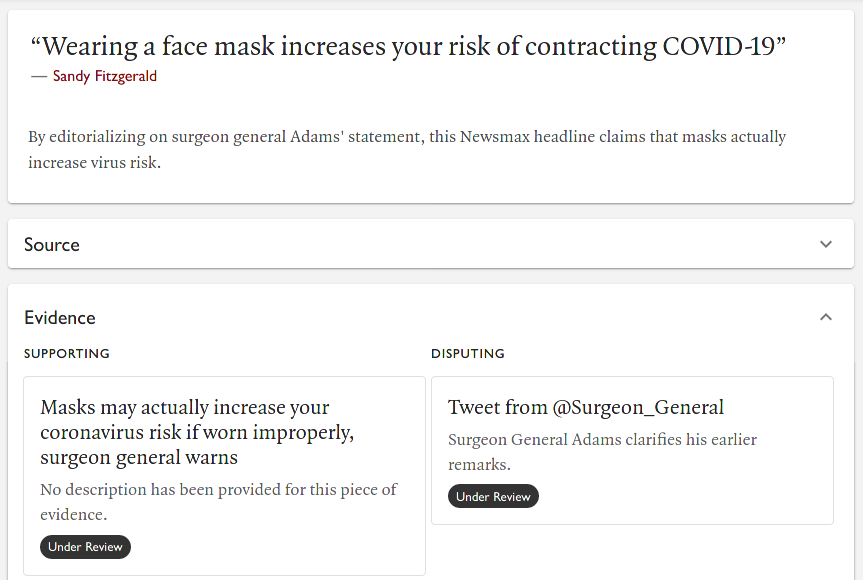 “Wearing a face mask increases your risk of contracting COVID-19”
— Sandy Fitzgerald
By editorializing on surgeon general Adams' statement, this Newsmax headline claims that masks actually
increase virus risk.
Source
Evidence
SUPPORTING
Masks may actually increase your
coronavirus risk if worn improperly,
surgeon general warns
No description has been provided for this piece of
evidence.
Under Review
DISPUTING
Tweet from @Surgeon_General
Surgeon General Adams clarifies his earlier
remarks.
Under Review